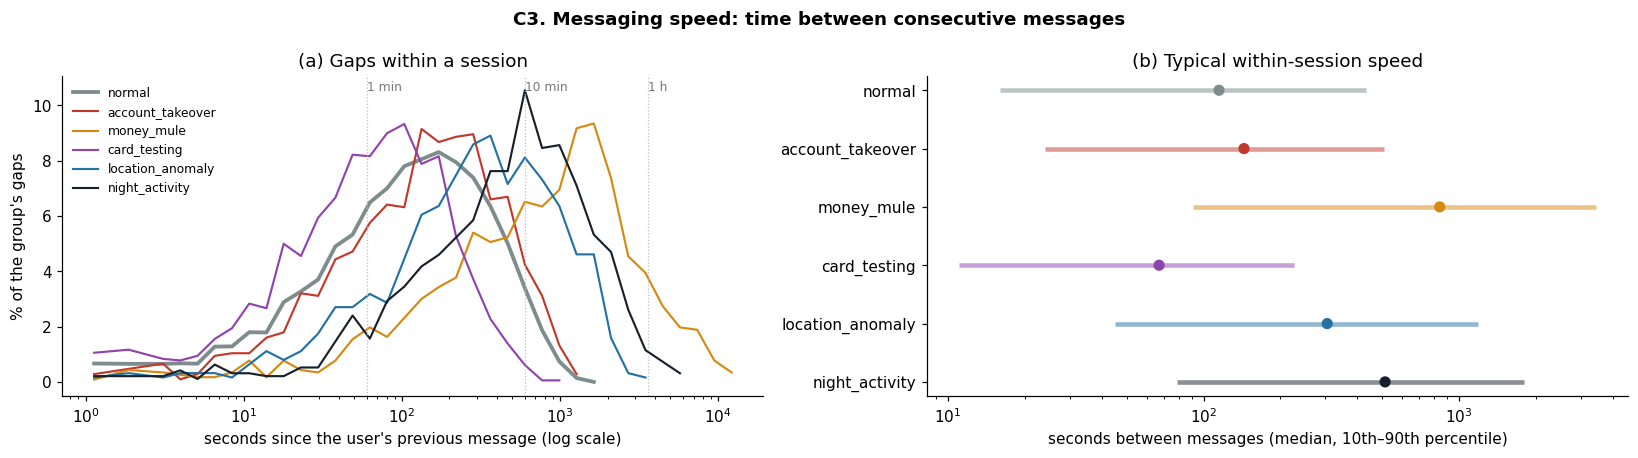 C3. Messaging speed: time between consecutive messages
(a) Gaps within a session
% of the group's gaps
0
2
4
6
8
10
normal
account_takeover
money_mule
card_testing
location_anomaly
night_activity
1 min
10 min
1 h
10⁰
10¹
10²
10³
10⁴
seconds since the user's previous message (log scale)
(b) Typical within-session speed
normal
account_takeover
money_mule
card_testing
location_anomaly
night_activity
10¹
10²
10³
seconds between messages (median, 10th–90th percentile)